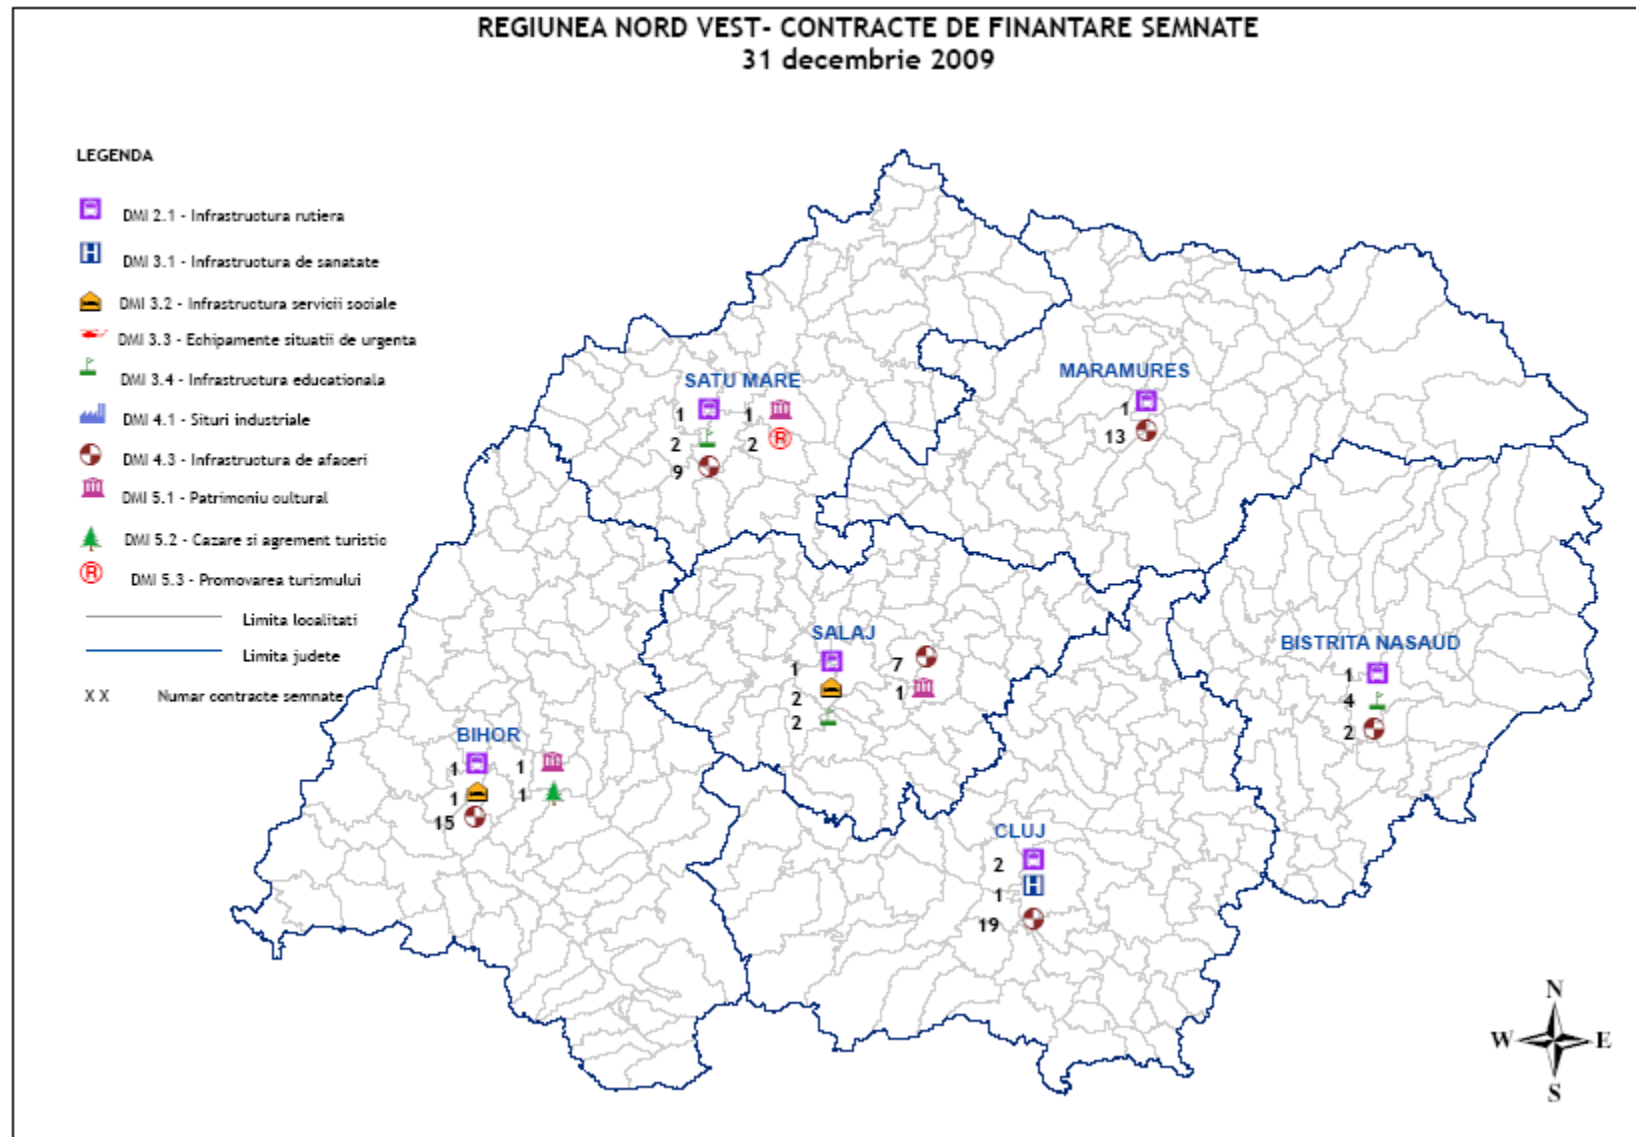 REGIUNEA NORD VEST- CONTRACTE DE FINANTARE SEMNATE
31 decembrie 2009
LEGENDA
DMI 2.1 - Infrastructura rutiera
H DMI 3.1 - Infrastructura de sanatate
DMI 3.2 - Infrastructura servicii sociale
DMI 3.3 - Echipamente situatii de urgenta
DMI 3.4 - Infrastructura educationala
DMI 4.1 - Situri industriale
DMI 4.3 - Infrastructura de afaceri
DMI 5.1 - Patrimoniu cultural
DMI 5.2 - Cazare si agrement turistic
R DMI 5.3 - Promovarea turismului
Limita localitati
Limita judete
X X Numar contracte semnate
SATU MARE
1 1
2 2 R
9
MARAMURES
1
13
SALAJ
1 7
2 1
2
BISTRITA NASAUD
1
4
2
BIHOR
1 1
1 1
15
CLUJ
2
1 H
19
N
W E
S